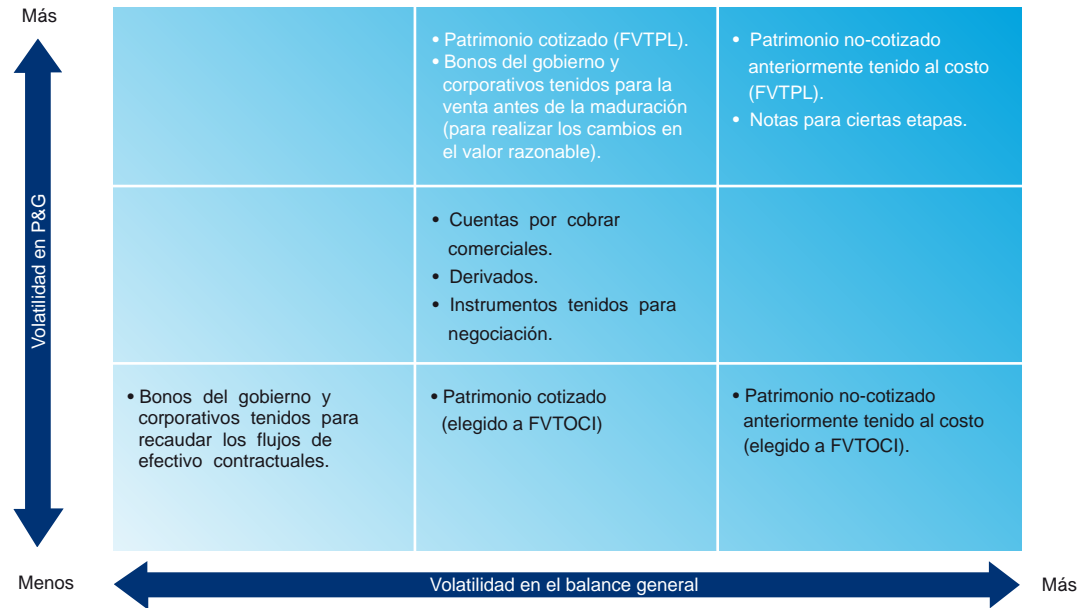 Más
Volatilidad en P&G
• Patrimonio cotizado (FVTPL).
• Bonos del gobierno y
corporativos tenidos para la
venta antes de la maduración
(para realizar los cambios en
el valor razonable).
• Patrimonio no-cotizado
anteriormente tenido al costo
(FVTPL).
• Notas para ciertas etapas.
• Cuentas por cobrar
comerciales.
• Derivados.
• Instrumentos tenidos para
negociación.
• Bonos del gobierno y
corporativos tenidos para
recaudar los flujos de
efectivo contractuales.
• Patrimonio cotizado
(elegido a FVTOCI)
• Patrimonio no-cotizado
anteriormente tenido al costo
(elegido a FVTOCI).
Menos
Volatilidad en el balance general
Más